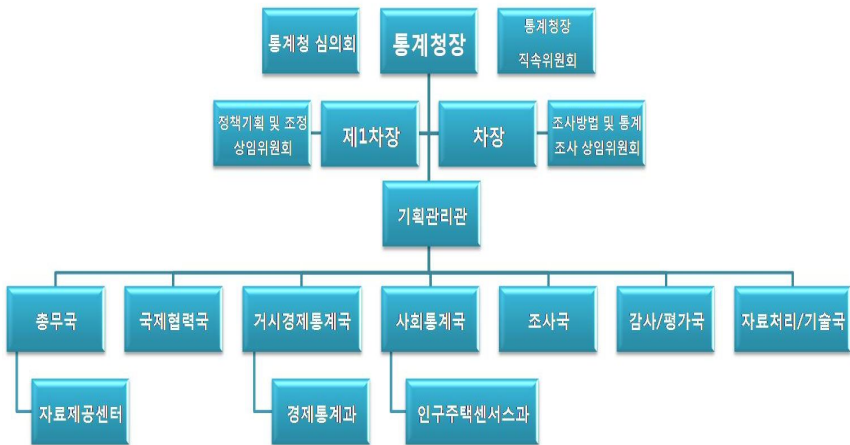 통계청 심의회
통계청장
통계청장
직속위원회
정책기획 및 조정
상임위원회
제1차장
차장
조사방법 및 통계
조사 상임위원회
기획관리관
총무국
국제협력국
거시경제통계국
사회통계국
조사국
감사/평가국
자료처리/기술국
자료제공센터
경제통계과
인구주택센서스과